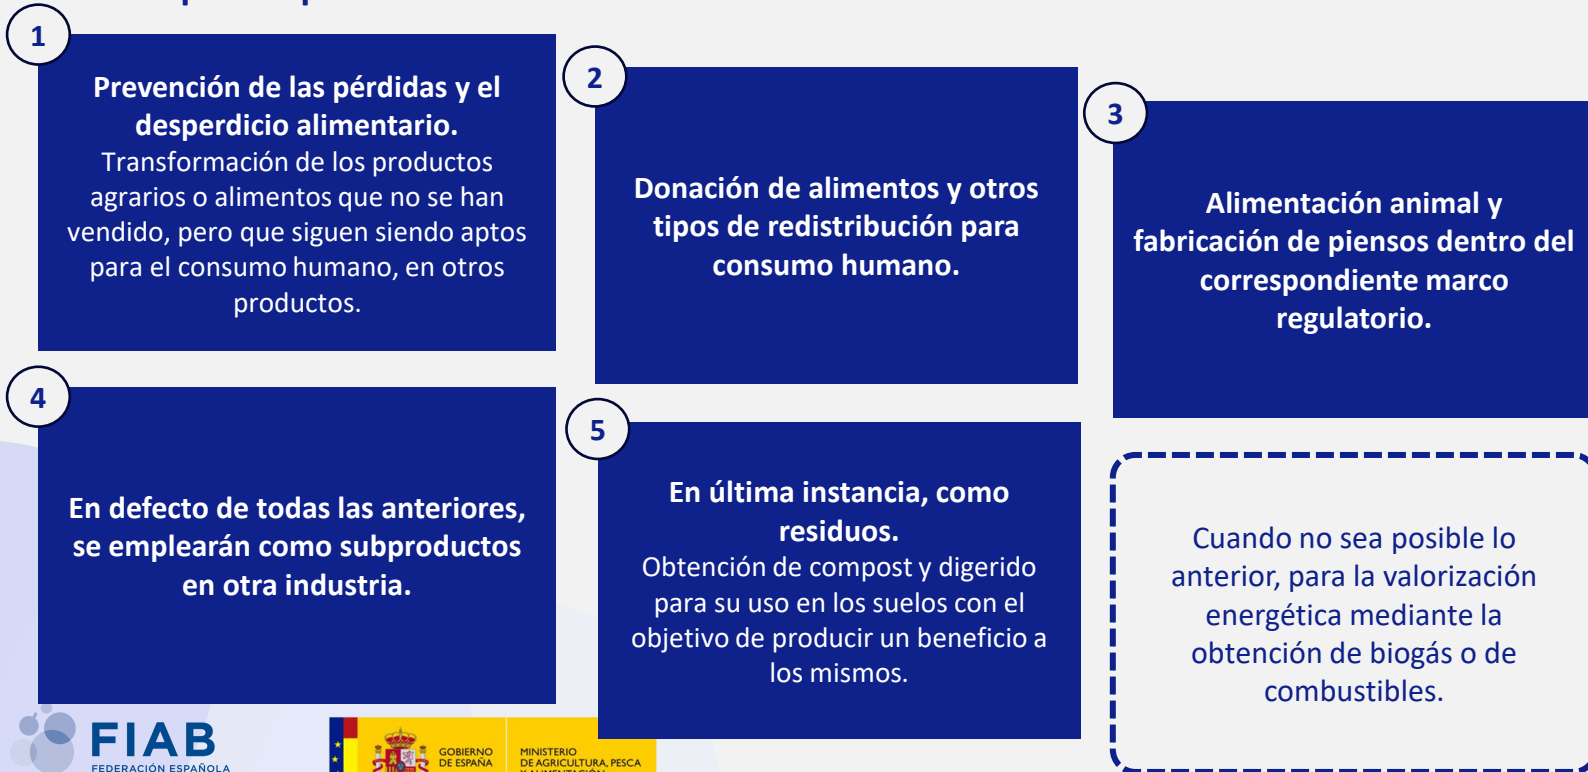 1
Prevención de las pérdidas y el
desperdicio alimentario.
Transformación de los productos
agrarios o alimentos que no se han
vendido, pero que siguen siendo aptos
para el consumo humano, en otros
productos.
2
Donación de alimentos y otros
tipos de redistribución para
consumo humano.
3
Alimentación animal y
fabricación de piensos dentro del
correspondiente marco
regulatorio.
4
En defecto de todas las anteriores,
se emplearán como subproductos
en otra industria.
5
En última instancia, como
residuos.
Obtención de compost y digerido
para su uso en los suelos con el
objetivo de producir un beneficio a
los mismos.
Cuando no sea posible lo
anterior, para la valorización
energética mediante la
obtención de biogás o de
combustibles.
FIAB
FEDERACIÓN ESPAÑOLA
GOBIERNO
DE ESPAÑA
MINISTERIO
DE AGRICULTURA, PESCA
Y ALIMENTACIÓN